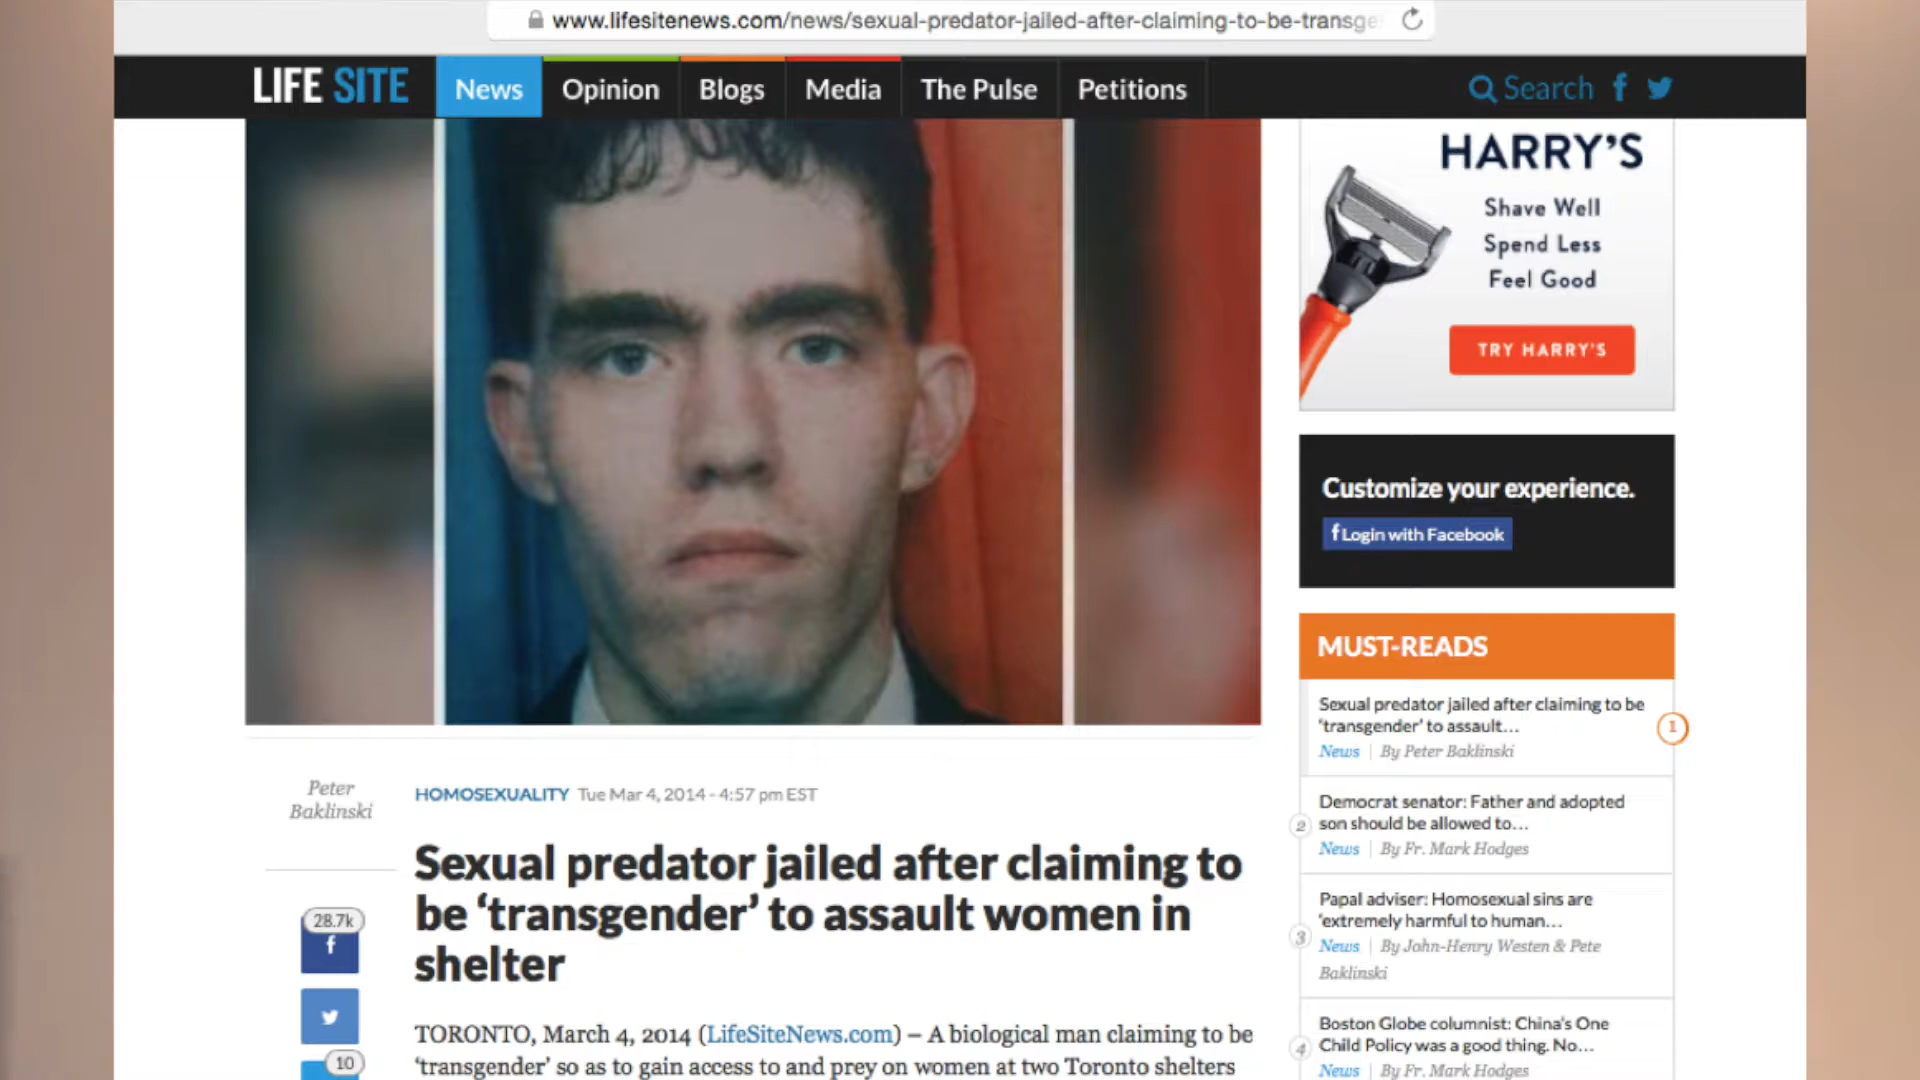 www.lifesitenews.com/news/sexual-predator-jailed-after-claiming-to-be-transge
LIFE SITE
News
Opinion
Blogs
Media
The Pulse
Petitions
Search
HARRY'S
Shave Well
Spend Less
Feel Good
TRY HARRY'S
Customize your experience.
f Login with Facebook
MUST-READS
Sexual predator jailed after claiming to be
'transgender' to assault...
News | By Peter Baklinski
1
Democrat senator: Father and adopted
son should be allowed to...
News | By Fr. Mark Hodges
2
Papal adviser: Homosexual sins are
'extremely harmful to human...
News | By John-Henry Westen & Pete
Baklinski
3
Boston Globe columnist: China's One
Child Policy was a good thing. No...
News | By Fr. Mark Hodges
4
Peter
Baklinski
28.7k
f
10
HOMOSEXUALITY Tue Mar 4, 2014 - 4:57 pm EST
Sexual predator jailed after claiming to
be 'transgender' to assault women in
shelter
TORONTO, March 4, 2014 (LifeSiteNews.com) – A biological man claiming to be
'transgender' so as to gain access to and prey on women at two Toronto shelters